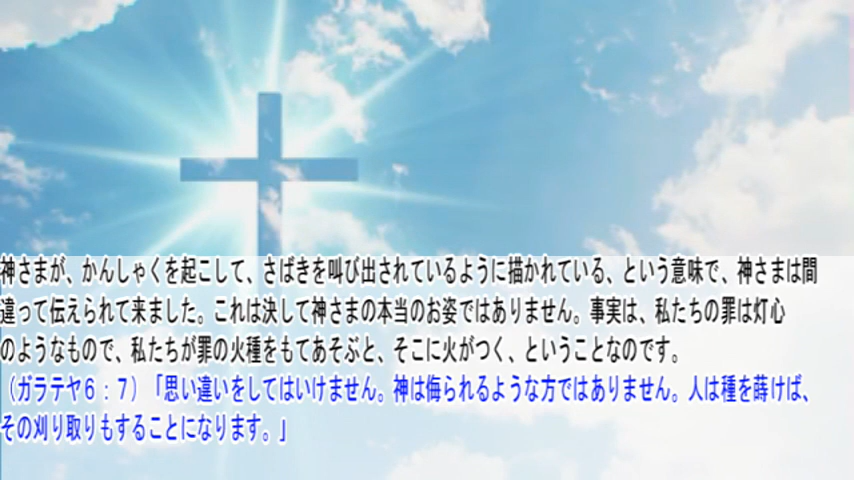 神さまが、かんしゃくを起こして、さばきを叫び出されているように描かれている、という意味で、神さまは間
違って伝えられて来ました。これは決して神さまの本当のお姿ではありません。事実は、私たちの罪は灯心
のようなもので、私たちが罪の火種をもてあそぶと、そこに火がつく、ということなのです。
（ガラテヤ６：７）「思い違いをしてはいけません。神は侮られるような方ではありません。人は種を蒔けば、
その刈り取りもすることになります。」